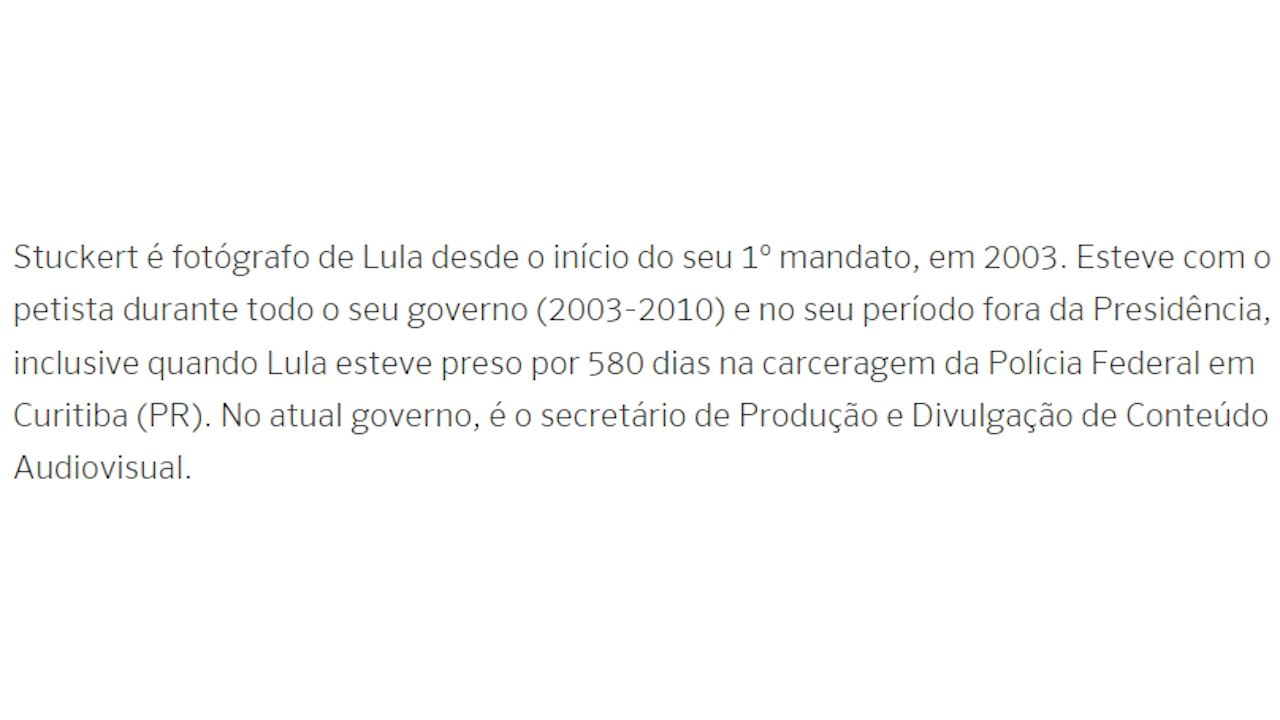 Stuckert é fotógrafo de Lula desde o início do seu 1º mandato, em 2003. Esteve com o
petista durante todo o seu governo (2003-2010) e no seu período fora da Presidência,
inclusive quando Lula esteve preso por 580 dias na carceragem da Polícia Federal em
Curitiba (PR). No atual governo, é o secretário de Produção e Divulgação de Conteúdo
Audiovisual.